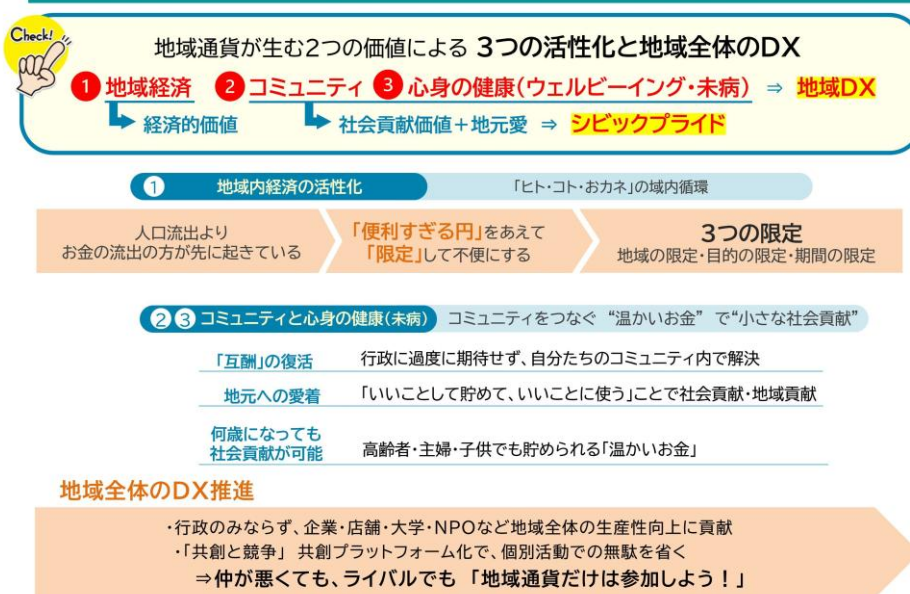 Check!
地域通貨が生む2つの価値による 3つの活性化と地域全体のDX
1 地域経済 2 コミュニティ 3 心身の健康(ウェルビーイング・未病) ⇒ 地域DX
経済的価値 社会貢献価値+地元愛 ⇒ シビックプライド
1 地域内経済の活性化 「ヒト・コト・おカネ」の域内循環
人口流出より
お金の流出の方が先に起きている
「便利すぎる円」をあえて
「限定」して不便にする
3つの限定
地域の限定・目的の限定・期間の限定
2 3 コミュニティと心身の健康(未病) コミュニティをつなぐ “温かいお金” で“小さな社会貢献”
「互酬」の復活 行政に過度に期待せず、自分たちのコミュニティ内で解決
地元への愛着 「いいことして貯めて、いいことに使う」ことで社会貢献・地域貢献
何歳になっても
社会貢献が可能 高齢者・主婦・子供でも貯められる「温かいお金」
地域全体のDX推進
・行政のみならず、企業・店舗・大学・NPOなど地域全体の生産性向上に貢献
・「共創と競争」 共創プラットフォーム化で、個別活動での無駄を省く
⇒仲が悪くても、ライバルでも 「地域通貨だけは参加しよう!」